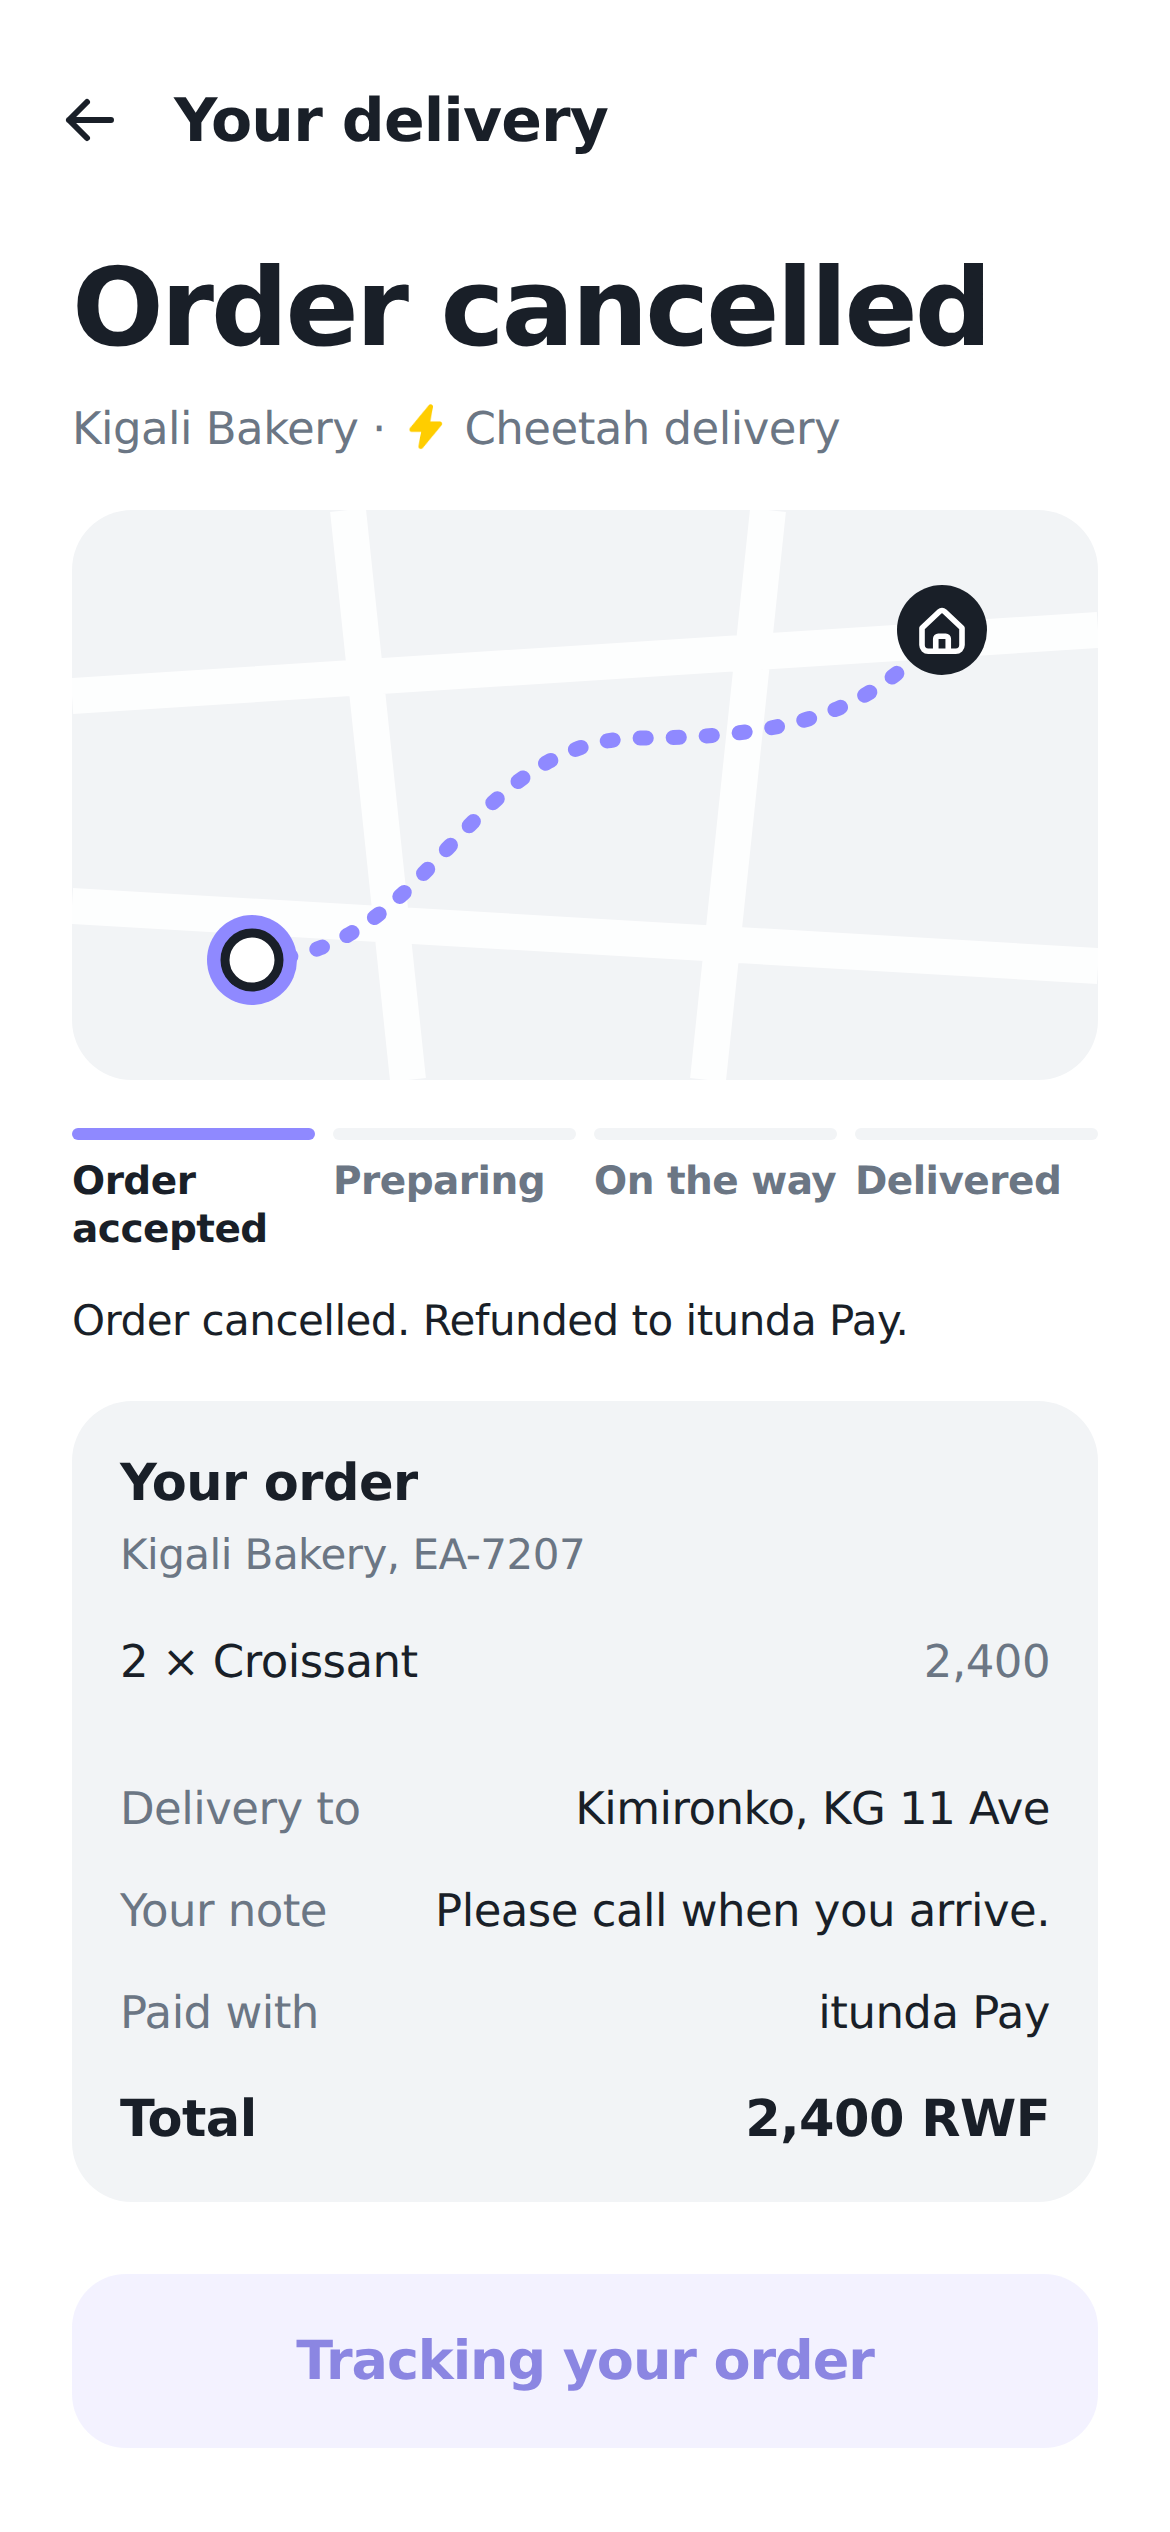 Your delivery
Order cancelled
Kigali Bakery · Cheetah delivery
Order accepted
Preparing
On the way
Delivered
Order cancelled. Refunded to itunda Pay.
Your order
Kigali Bakery, EA-7207
2 × Croissant 2,400
Delivery to Kimironko, KG 11 Ave
Your note Please call when you arrive.
Paid with itunda Pay
Total 2,400 RWF
Tracking your order